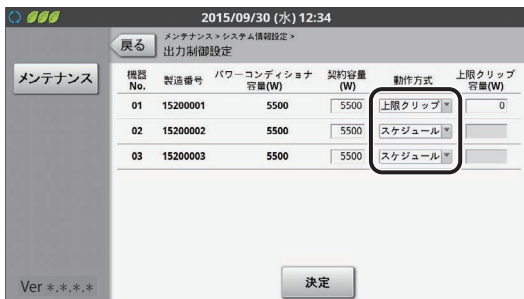 2015/09/30 (水) 12:34
戻る
メンテナンス > システム情報設定 >
出力制御設定
メンテナンス
機器No. 製造番号 パワーコンディショナ容量(W) 契約容量(W) 動作方式 上限クリップ容量(W)
01 15200001 5500 5500 上限クリップ 0
02 15200002 5500 5500 スケジュール
03 15200003 5500 5500 スケジュール
決定
Ver *.*.*.*